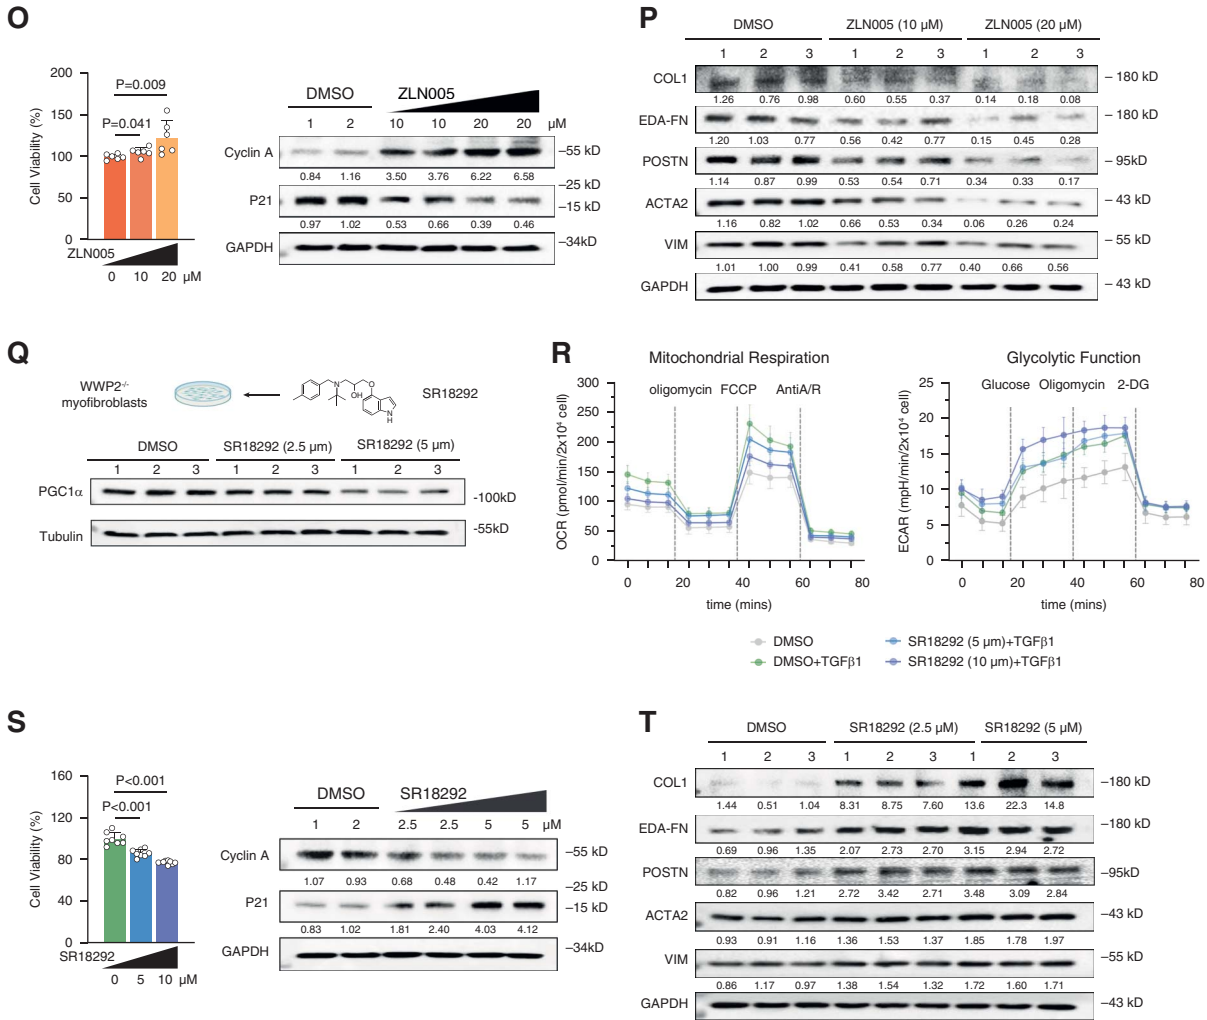 O
200
150
100
50
0
Cell Viability (%)
P=0.009
P=0.041
ZLN005
0 10 20 µM
DMSO ZLN005
1 2 10 10 20 20 µM
Cyclin A –55 kD
0.84 1.16 3.50 3.76 6.22 6.58
–25 kD
P21 –15 kD
0.97 1.02 0.53 0.66 0.39 0.46
GAPDH –34kD
P
DMSO ZLN005 (10 µM) ZLN005 (20 µM)
1 2 3 1 2 3 1 2 3
COL1 – 180 kD
1.26 0.76 0.98 0.60 0.55 0.37 0.14 0.18 0.08
EDA-FN – 180 kD
1.20 1.03 0.77 0.56 0.42 0.77 0.15 0.45 0.28
POSTN – 95kD
1.14 0.87 0.99 0.53 0.54 0.71 0.34 0.33 0.17
ACTA2 – 43 kD
1.16 0.82 1.02 0.66 0.53 0.34 0.06 0.26 0.24
VIM – 55 kD
1.01 1.00 0.99 0.41 0.58 0.77 0.40 0.66 0.56
GAPDH – 43 kD
Q
WWP2-/-
myofibroblasts
N
O
OH
N
H
SR18292
DMSO SR18292 (2.5 µm) SR18292 (5 µm)
1 2 3 1 2 3 1 2 3
PGC1α -100kD
Tubulin -55kD
R
Mitochondrial Respiration
300
250
200
150
100
50
0
OCR (pmol/min/2x10⁴ cell)
oligomycin FCCP AntiA/R
0 20 40 60 80
time (mins)
Glycolytic Function
25
20
15
10
5
0
ECAR (mpH/min/2x10⁴ cell)
Glucose Oligomycin 2-DG
0 20 40 60 80
time (mins)
DMSO SR18292 (5 µm)+TGFβ1
DMSO+TGFβ1 SR18292 (10 µm)+TGFβ1
S
160
120
80
40
0
Cell Viability (%)
P<0.001
P<0.001
SR18292
0 5 10 µM
DMSO SR18292
1 2 2.5 2.5 5 5 µM
Cyclin A –55 kD
1.07 0.93 0.68 0.48 0.42 1.17
–25 kD
P21 –15 kD
0.83 1.02 1.81 2.40 4.03 4.12
GAPDH –34kD
T
DMSO SR18292 (2.5 µM) SR18292 (5 µM)
1 2 3 1 2 3 1 2 3
COL1 –180 kD
1.44 0.51 1.04 8.31 8.75 7.60 13.6 22.3 14.8
EDA-FN –180 kD
0.69 0.96 1.35 2.07 2.73 2.70 3.15 2.94 2.72
POSTN –95kD
0.82 0.96 1.21 2.72 3.42 2.71 3.48 3.09 2.84
ACTA2 –43 kD
0.93 0.91 1.16 1.36 1.53 1.37 1.85 1.78 1.97
VIM –55 kD
0.86 1.17 0.97 1.38 1.54 1.32 1.72 1.60 1.71
GAPDH –43 kD